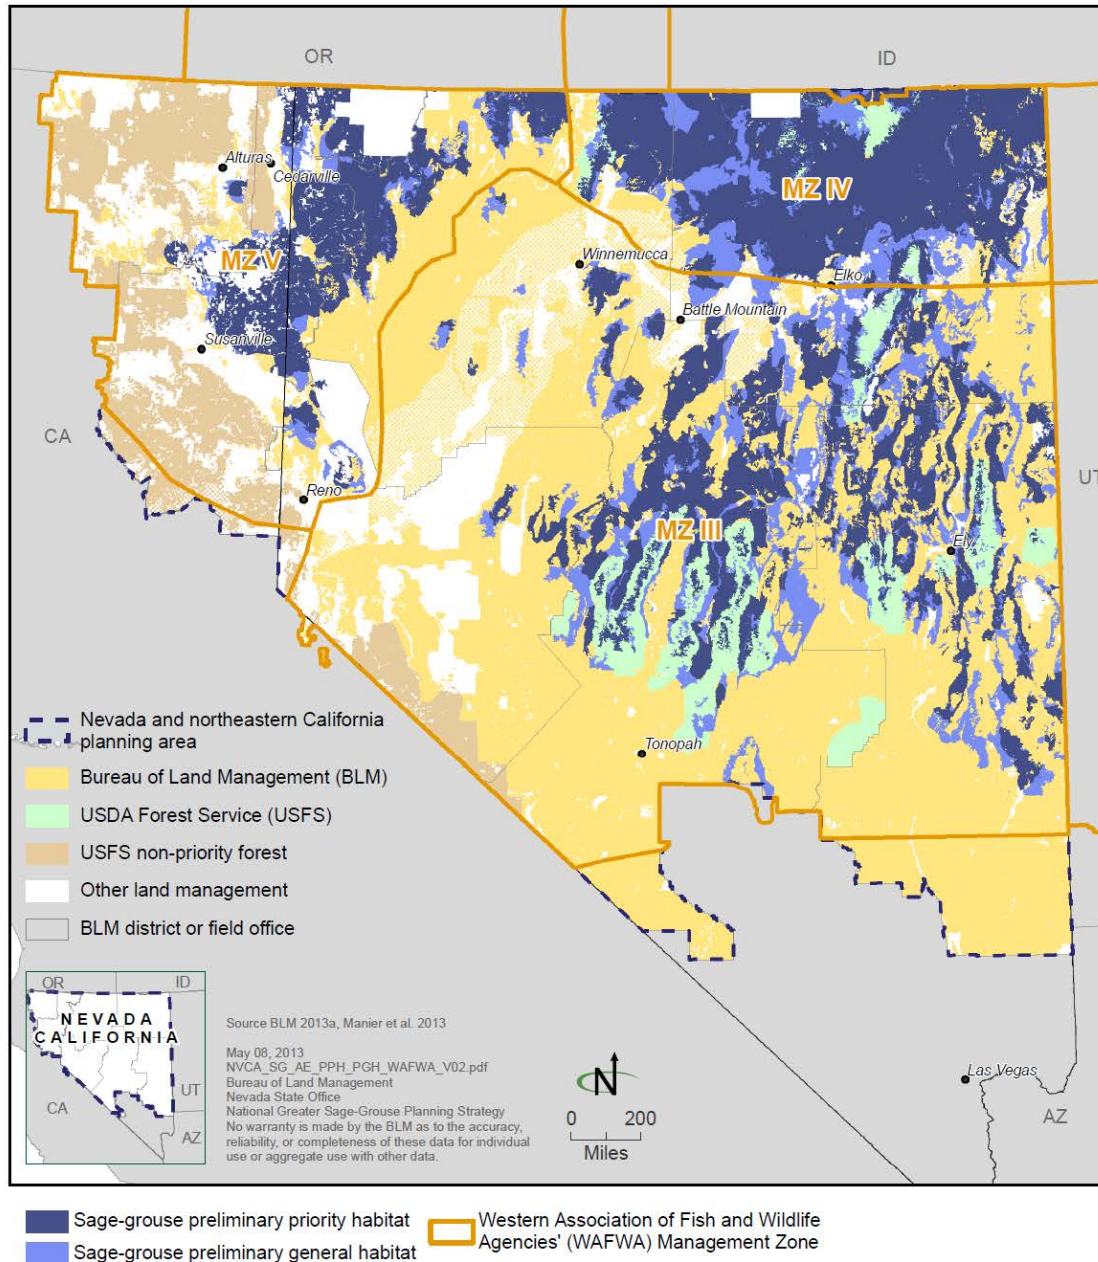 OR
ID
Alturas
Cedarville
MZ IV
MZ V
Winnemucca
Elko
Battle Mountain
Susanville
CA
UT
Reno
MZ III
Ely
Tonopah
Nevada and northeastern California
planning area
Bureau of Land Management (BLM)
USDA Forest Service (USFS)
USFS non-priority forest
Other land management
BLM district or field office
OR
ID
NEVADA
CALIFORNIA
UT
CA
AZ
Source BLM 2013a, Manier et al. 2013
May 08, 2013
NVCA_SG_AE_PPH_PGH_WAFWA_V02.pdf
Bureau of Land Management
Nevada State Office
National Greater Sage-Grouse Planning Strategy
No warranty is made by the BLM as to the accuracy,
reliability, or completeness of these data for individual
use or aggregate use with other data.
N
0 200
Miles
Las Vegas
AZ
Sage-grouse preliminary priority habitat
Sage-grouse preliminary general habitat
Western Association of Fish and Wildlife
Agencies' (WAFWA) Management Zone